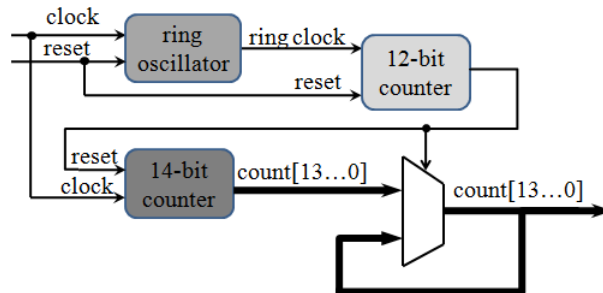 clock
reset
ring
oscillator
ring clock
reset
12-bit
counter
reset
clock
14-bit
counter
count[13…0]
count[13…0]